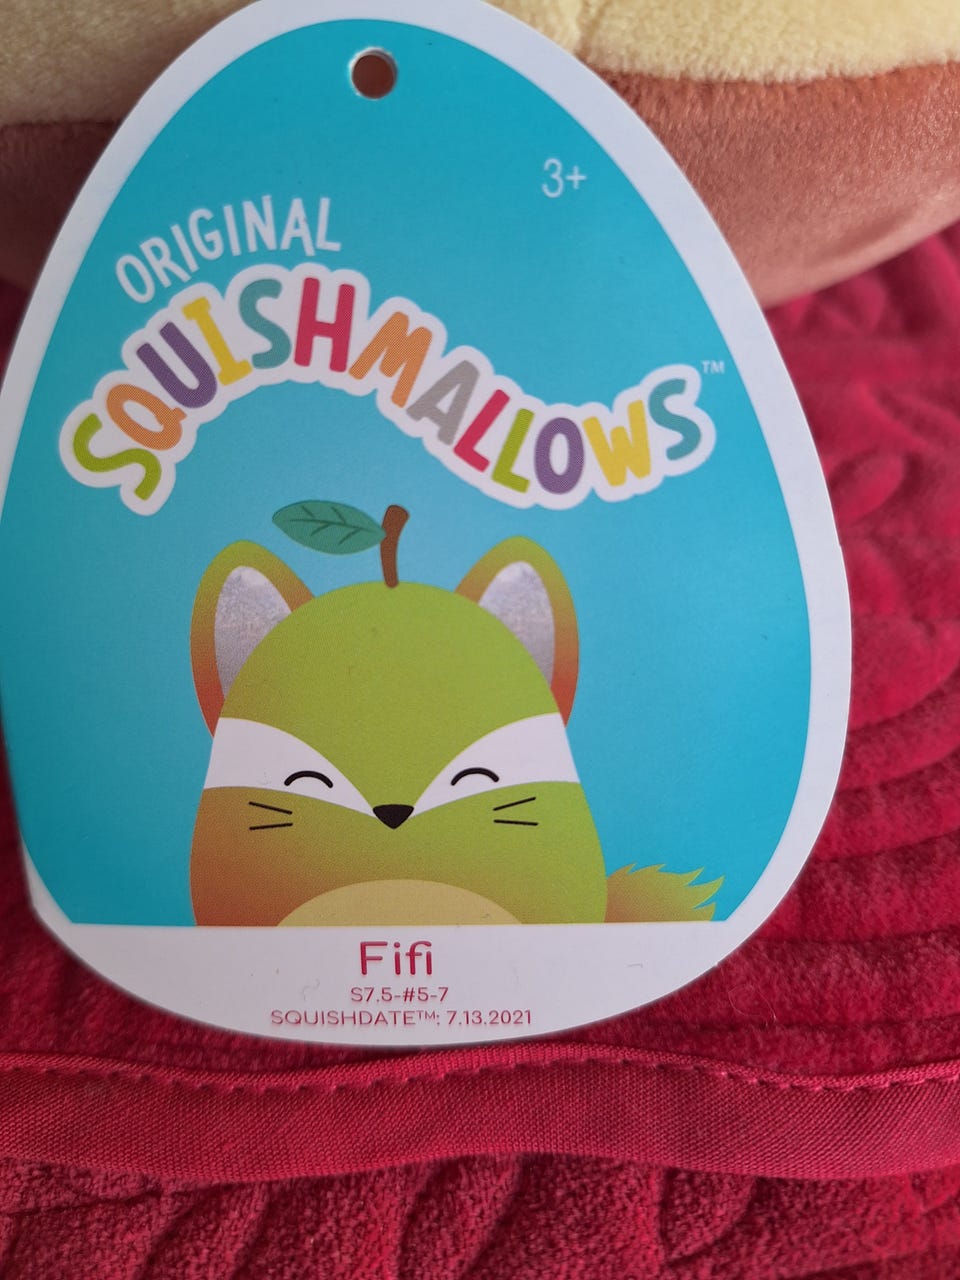 3+
ORIGINAL
SQUISHMALLOWS™
Fifi
S7.5-#5-7
SQUISHDATE™: 7.13.2021